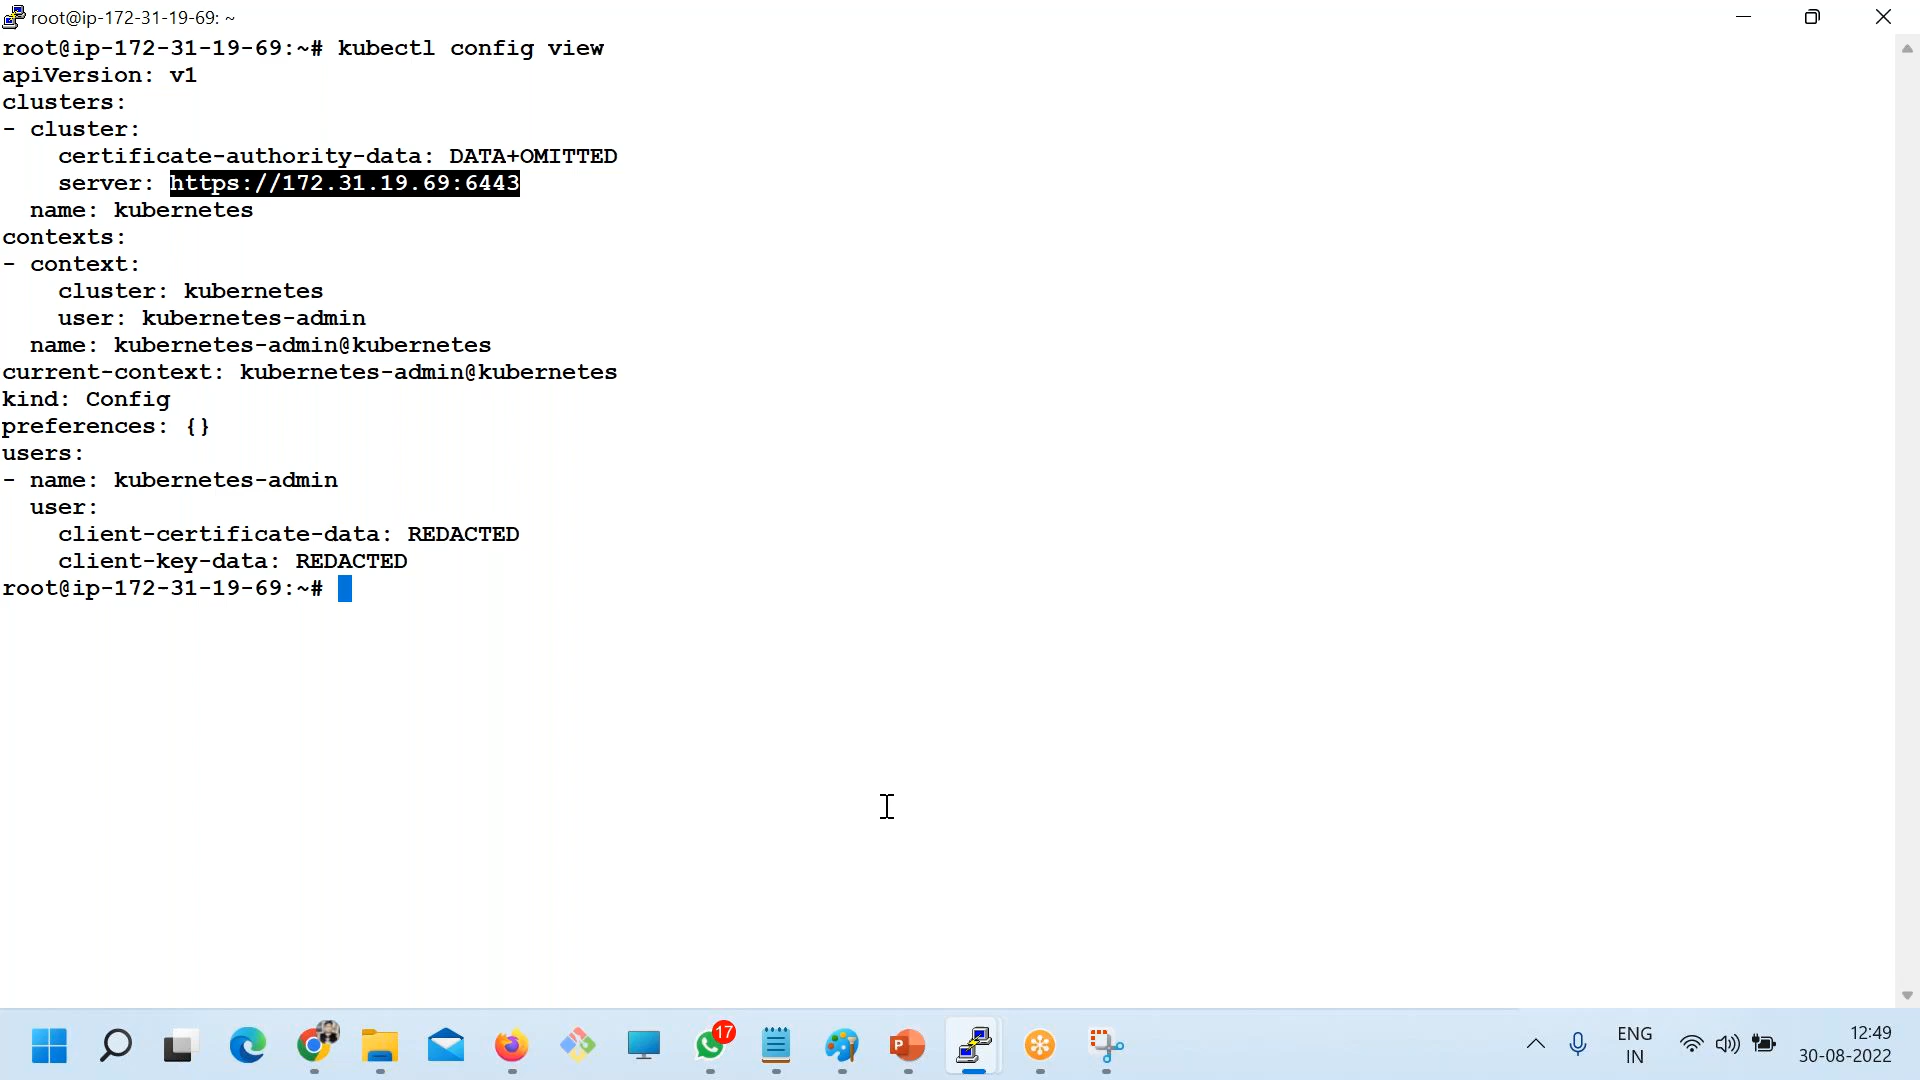 root@ip-172-31-19-69: ~
root@ip-172-31-19-69:~# kubectl config view
apiVersion: v1
clusters:
- cluster:
    certificate-authority-data: DATA+OMITTED
    server: https://172.31.19.69:6443
  name: kubernetes
contexts:
- context:
    cluster: kubernetes
    user: kubernetes-admin
  name: kubernetes-admin@kubernetes
current-context: kubernetes-admin@kubernetes
kind: Config
preferences: {}
users:
- name: kubernetes-admin
  user:
    client-certificate-data: REDACTED
    client-key-data: REDACTED
root@ip-172-31-19-69:~#
17
P
ENG
IN
12:49
30-08-2022